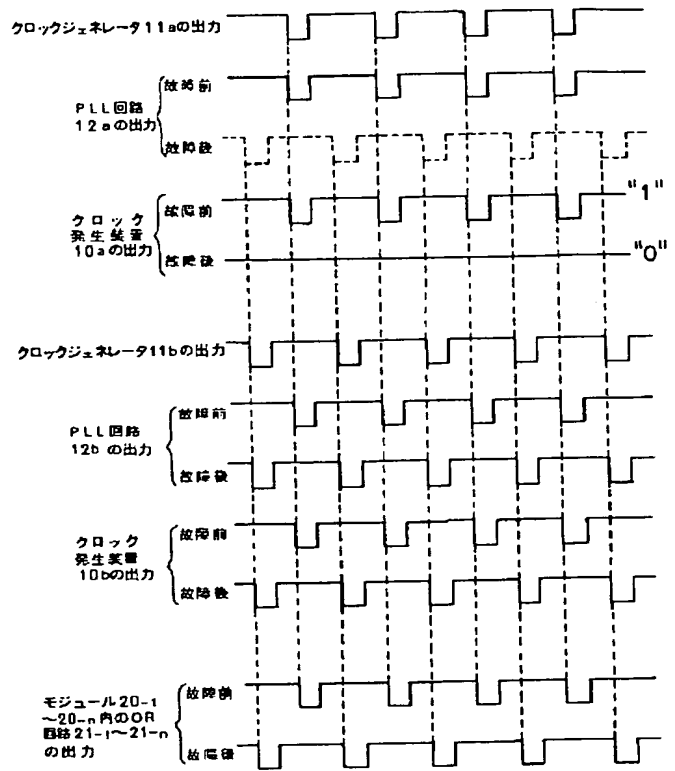 クロックジェネレータ11aの出力
PLL回路
12aの出力
故障前
故障後
クロック
発生装置
10aの出力
故障前
"1"
故障後
"0"
クロックジェネレータ11bの出力
PLL回路
12b の出力
故障前
故障後
クロック
発生装置
10bの出力
故障前
故障後
モジュール20-1
〜20-n内のOR
回路21-1〜21-n
の出力
故障前
故障後